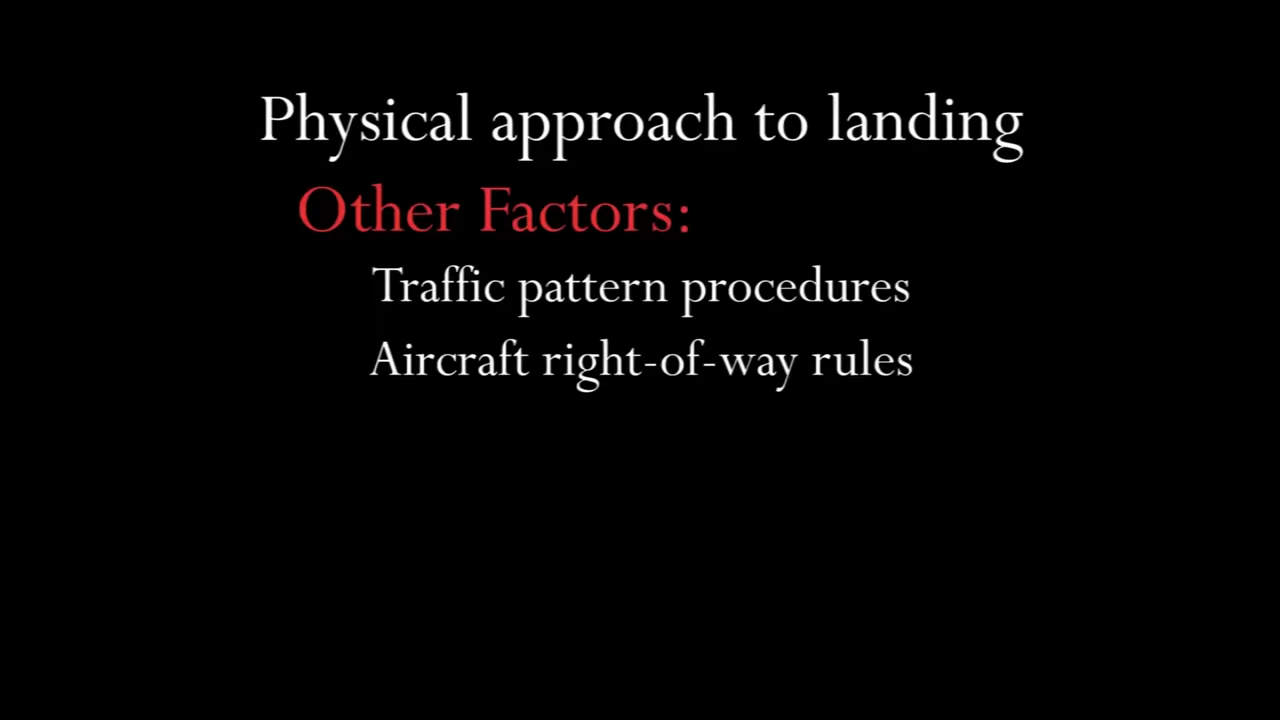 Physical approach to landing
Other Factors:
Traffic pattern procedures
Aircraft right-of-way rules